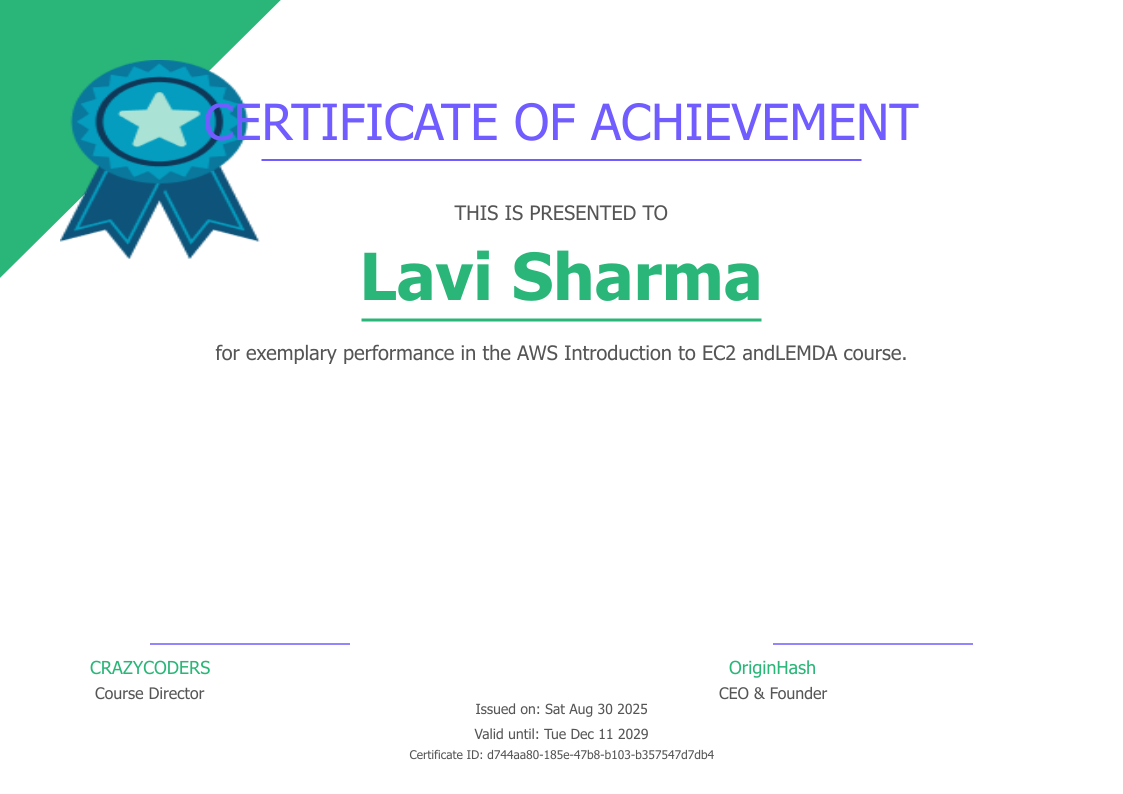 CERTIFICATE OF ACHIEVEMENT
THIS IS PRESENTED TO
Lavi Sharma
for exemplary performance in the AWS Introduction to EC2 andLEMDA course.
CRAZYCODERS
Course Director
OriginHash
CEO & Founder
Issued on: Sat Aug 30 2025
Valid until: Tue Dec 11 2029
Certificate ID: d744aa80-185e-47b8-b103-b357547d7db4